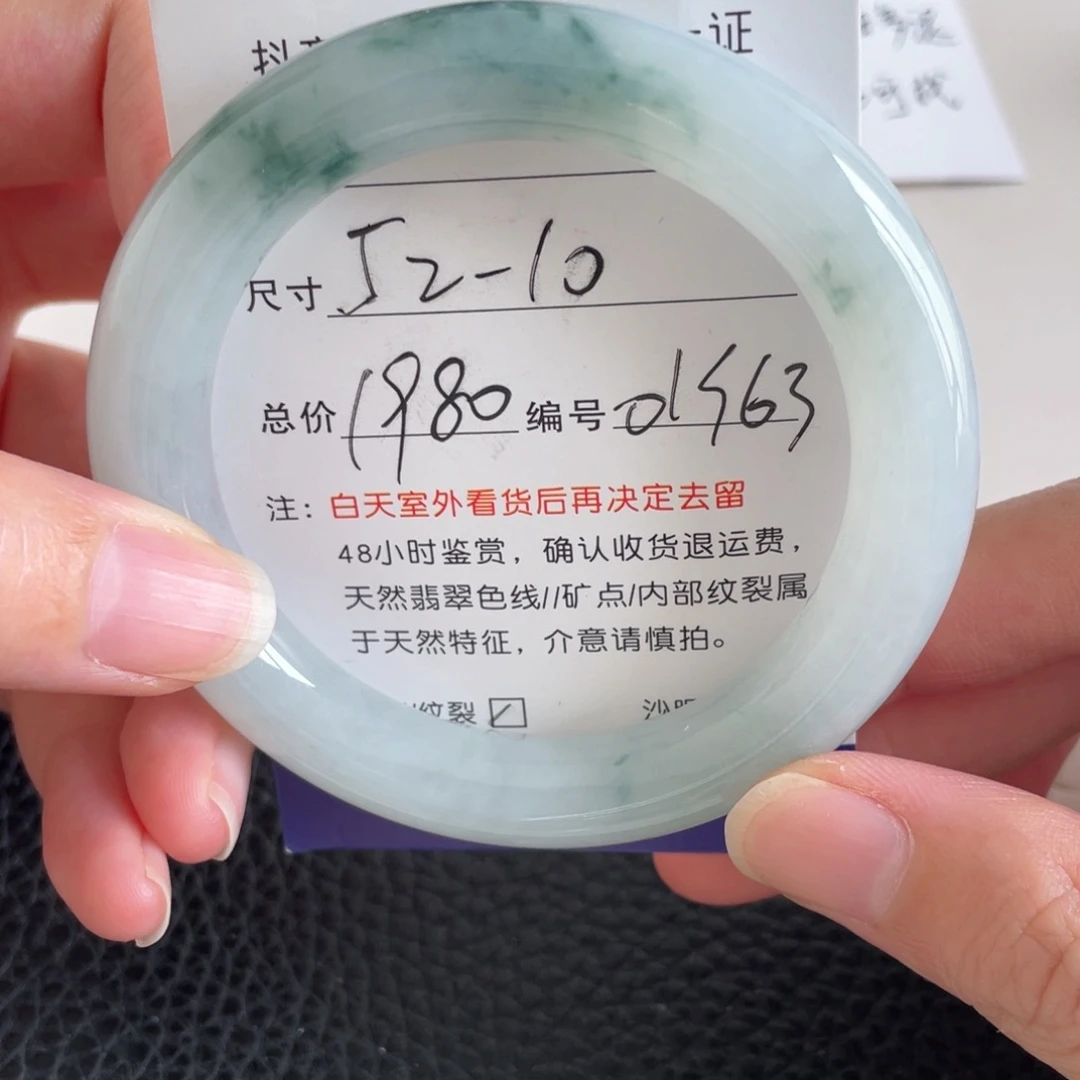 抖音
证
尺寸 52-10
总价 1980 编号 01563
注：白天室外看货后再决定去留
48小时鉴赏，确认收货退运费，
天然翡翠色线//矿点/内部纹裂属
于天然特征，介意请慎拍。
纹裂